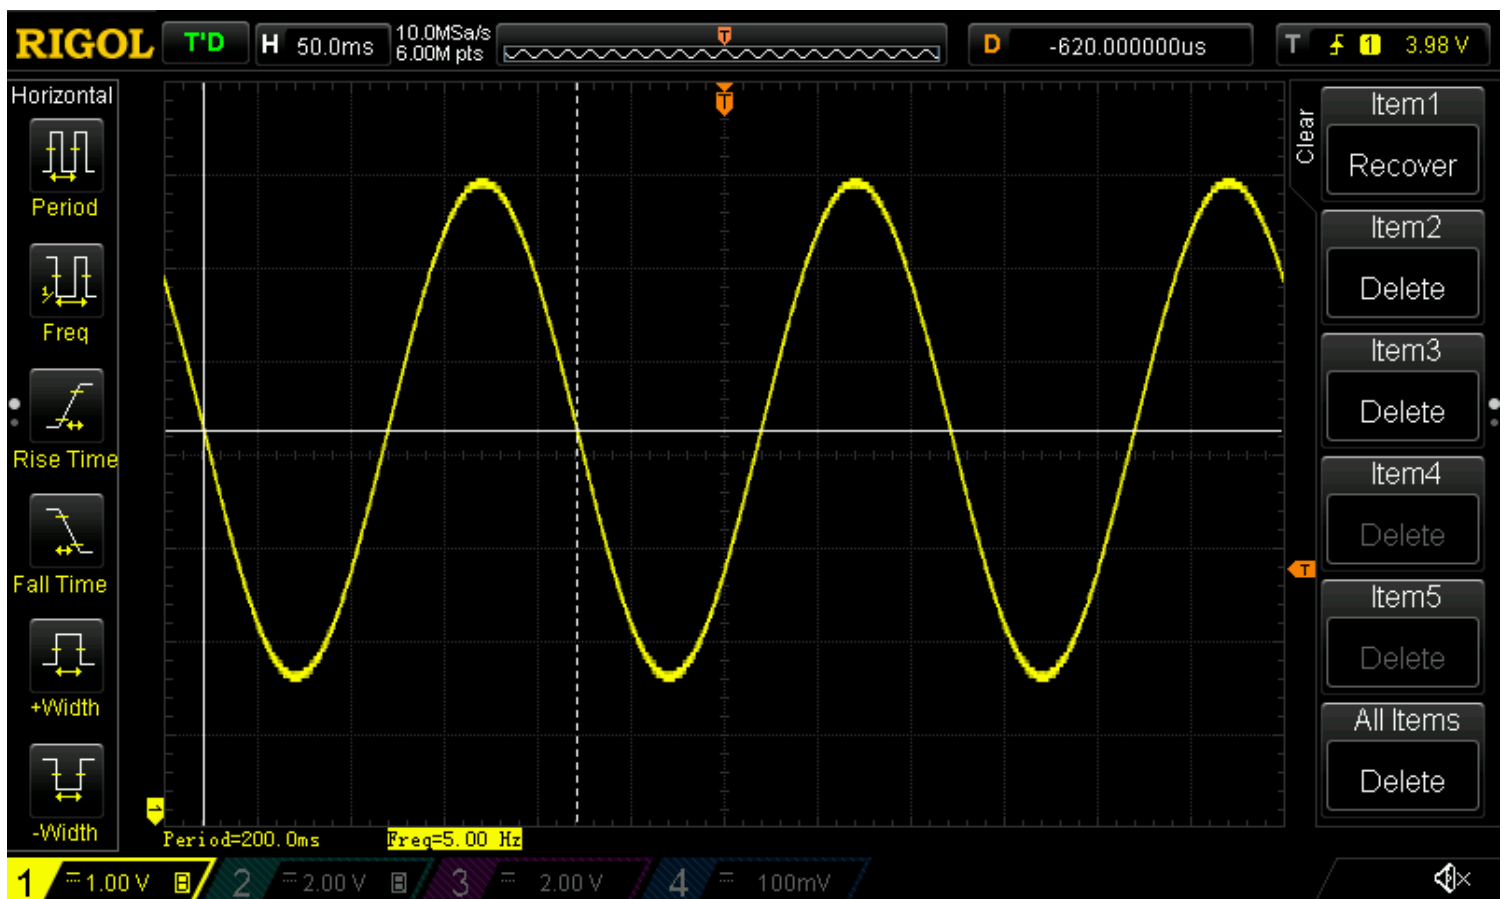 RIGOL T'D H 50.0ms 10.0MSa/s 6.00M pts T D -620.000000us T 1 3.98 V
Horizontal
Period
Freq
Rise Time
Fall Time
+Width
-Width
T
T
Clear
Item1
Recover
Item2
Delete
Item3
Delete
Item4
Delete
Item5
Delete
All Items
Delete
Period=200.0ms Freq=5.00 Hz
1 1.00 V B 2 2.00 V B 3 2.00 V 4 100mV